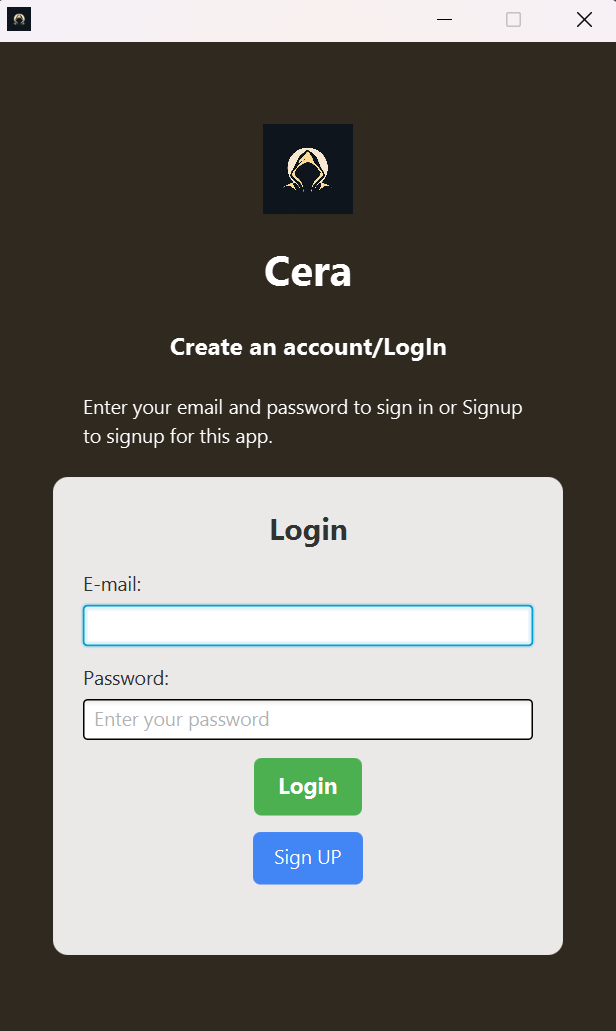 Cera
Create an account/LogIn
Enter your email and password to sign in or Signup
to signup for this app.
Login
E-mail:
Password:
Enter your password
Login
Sign UP